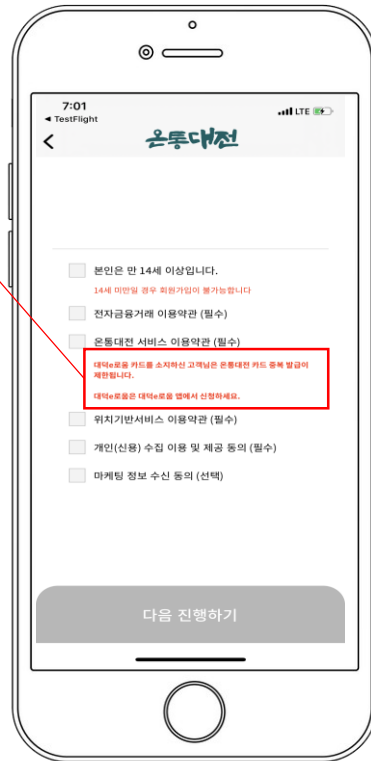 7:01
LTE
◀ TestFlight
온통대전
본인은 만 14세 이상입니다.
14세 미만일 경우 회원가입이 불가능합니다
전자금융거래 이용약관 (필수)
온통대전 서비스 이용약관 (필수)
대덕e로움 카드를 소지하신 고객님은 온통대전 카드 중복 발급이
제한됩니다.
대덕e로움은 대덕e로움 앱에서 신청하세요.
위치기반서비스 이용약관 (필수)
개인(신용) 수집 이용 및 제공 동의 (필수)
마케팅 정보 수신 동의 (선택)
다음 진행하기